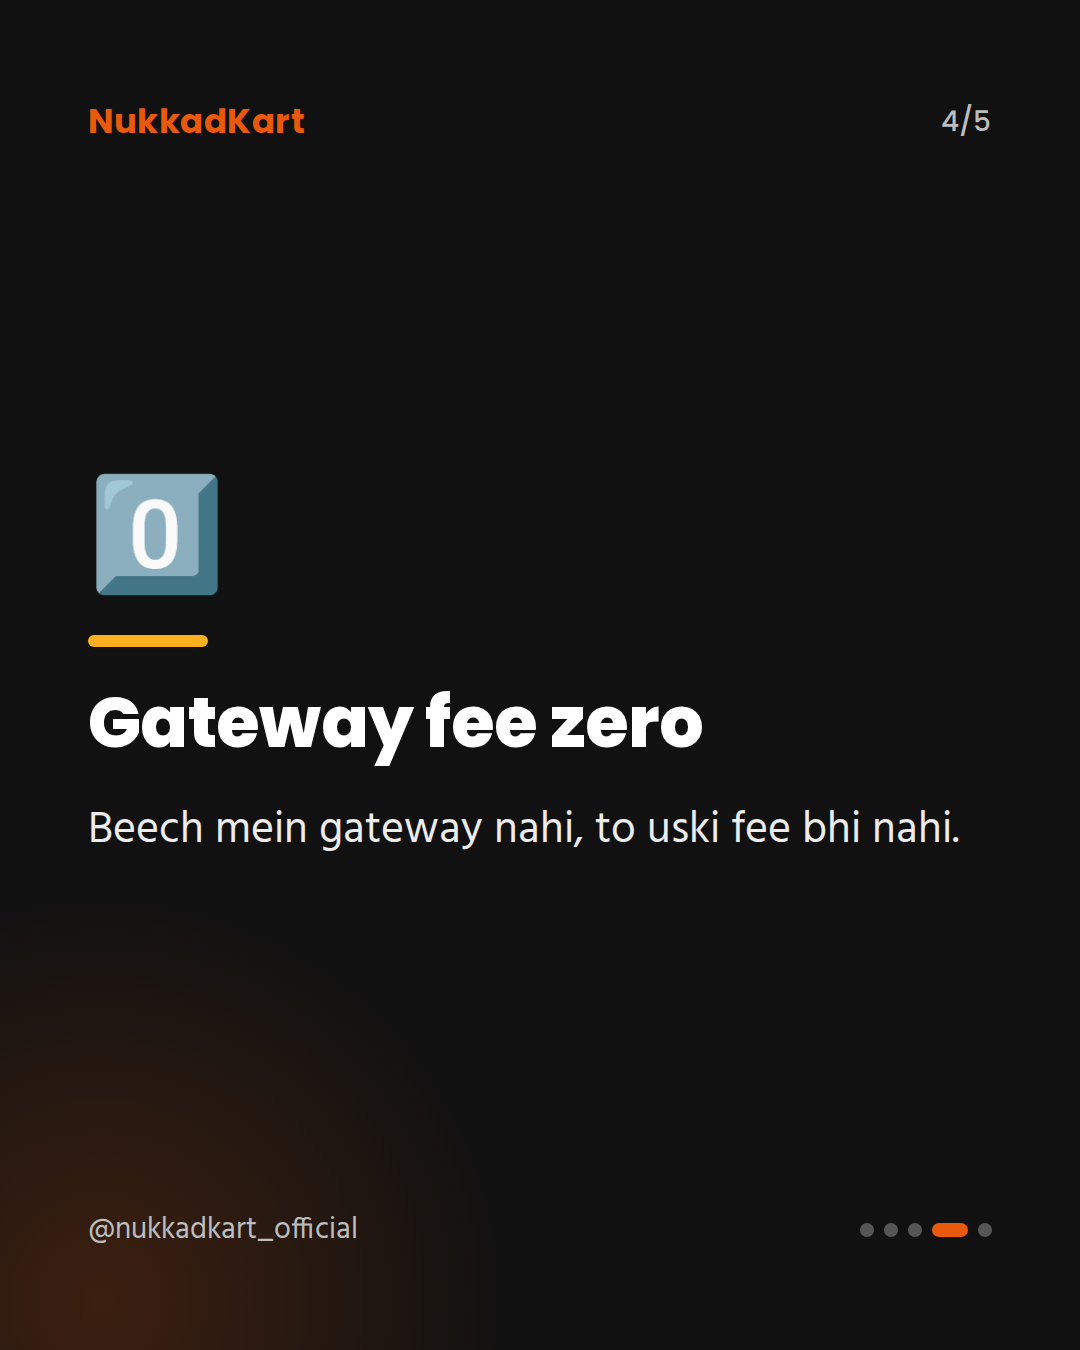 NukkadKart
4/5
0
Gateway fee zero
Beech mein gateway nahi, to uski fee bhi nahi.
@nukkadkart_official